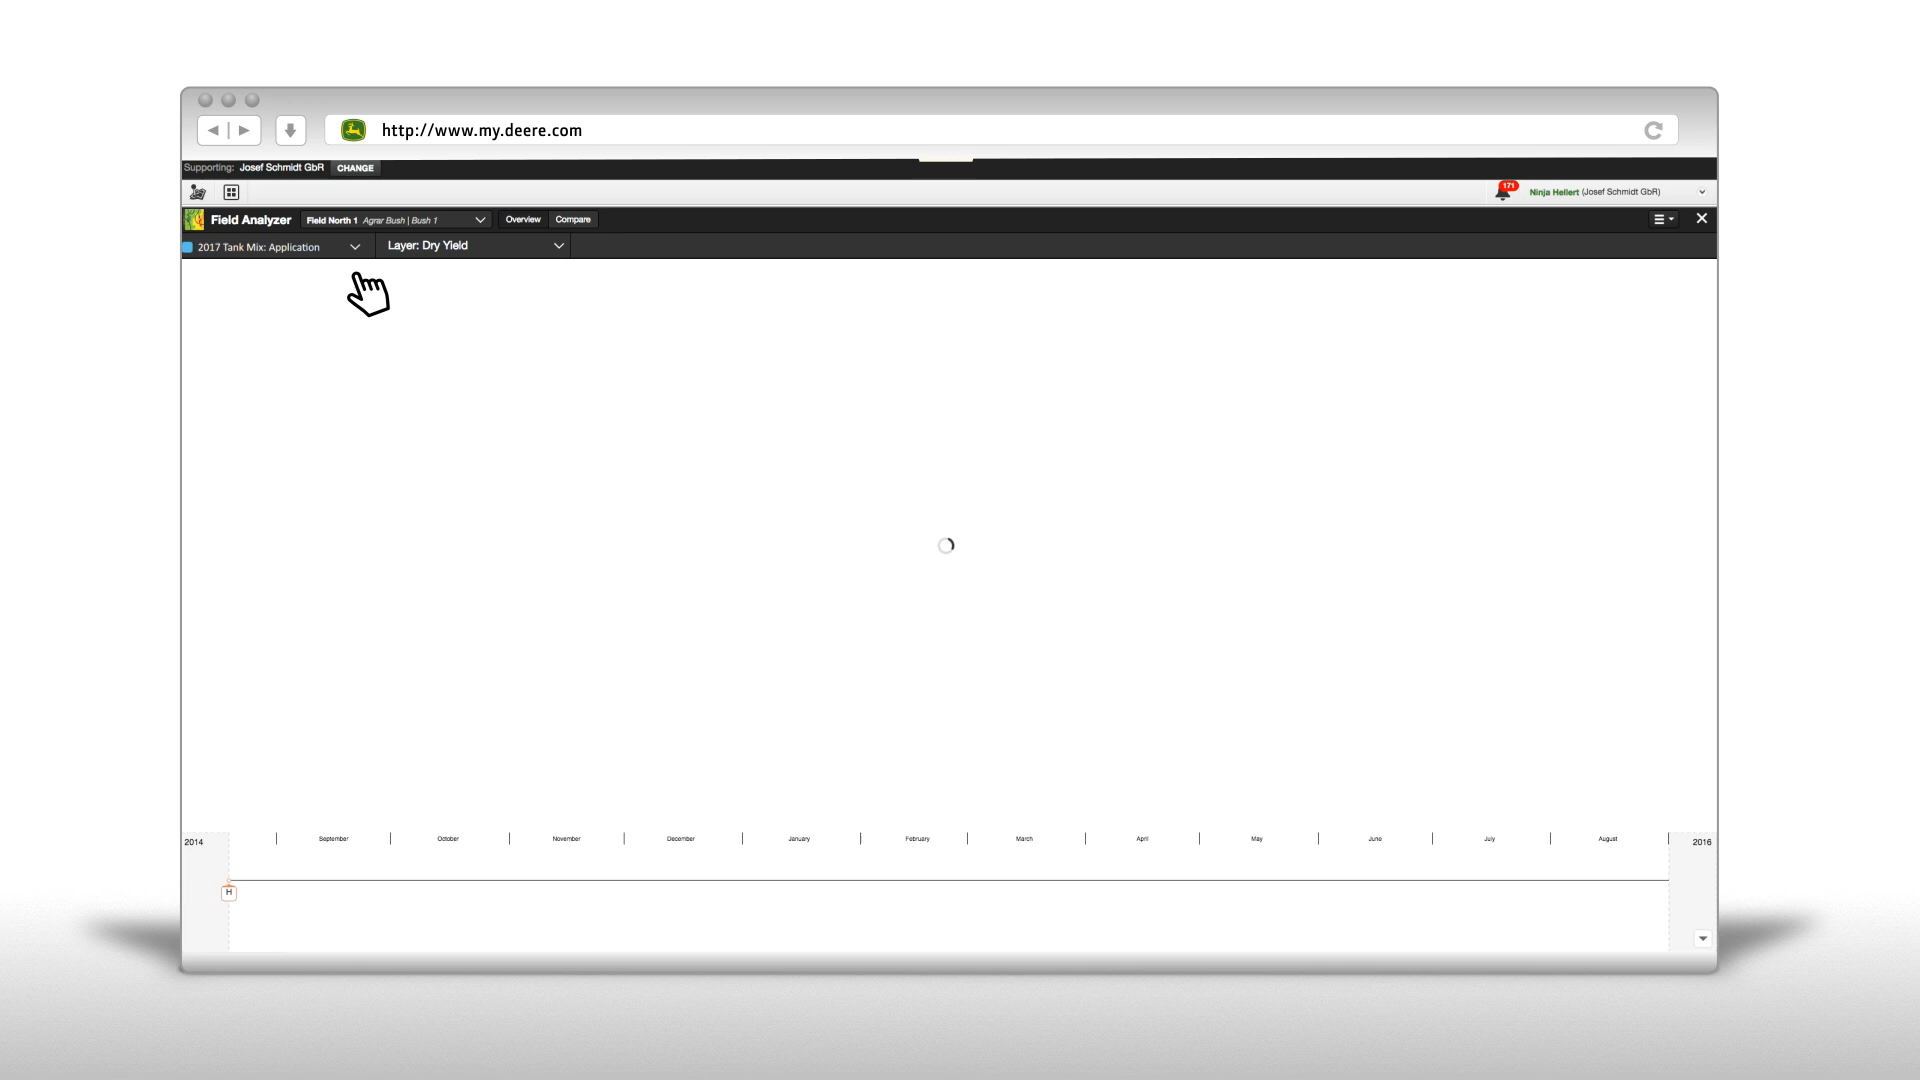 http://www.my.deere.com
Supporting: Josef Schmidt GbR CHANGE
171 Ninja Hellert (Josef Schmidt GbR)
Field Analyzer Field North 1 Agrar Bush | Bush 1 Overview Compare
2017 Tank Mix: Application Layer: Dry Yield
2014 September October November December January February March April May June July August 2016
H